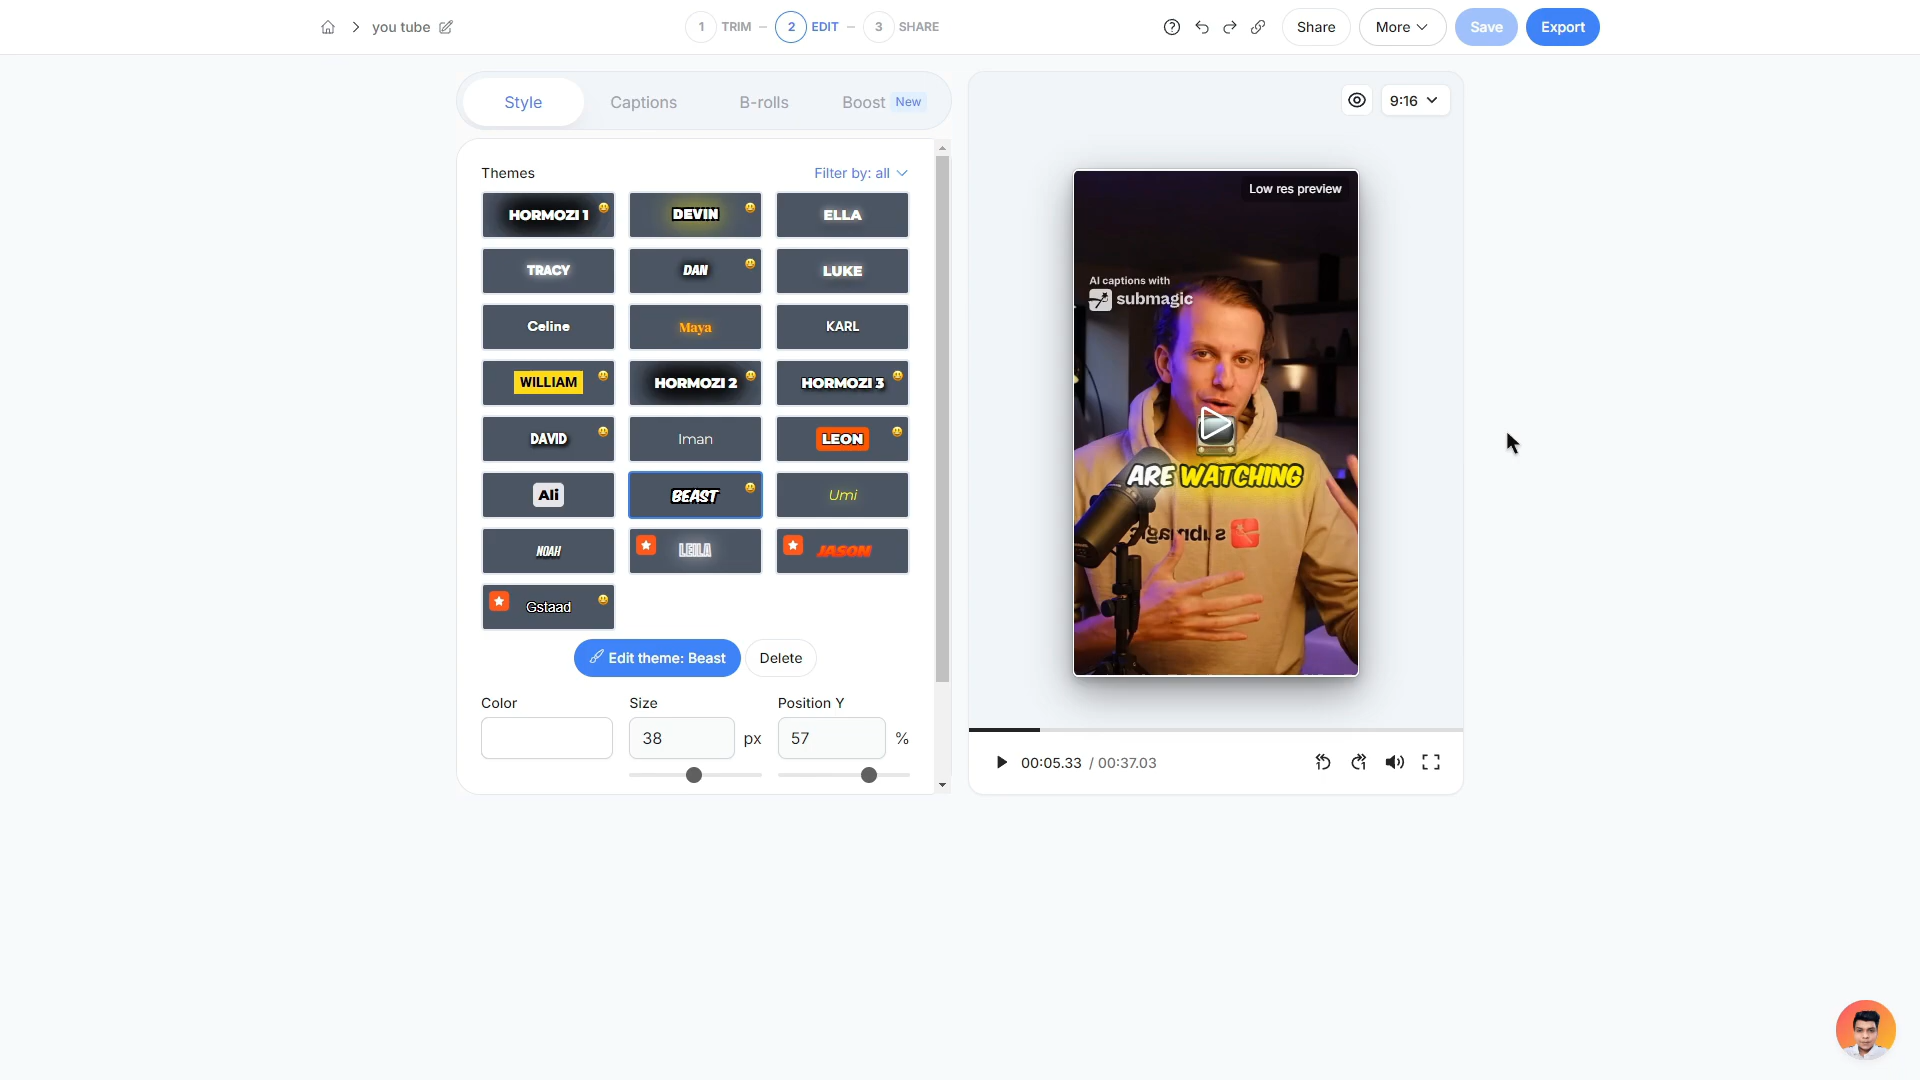 you tube
1 TRIM – 2 EDIT – 3 SHARE
Share
More
Save
Export
Style
Captions
B-rolls
Boost New
9:16
Themes
Filter by: all
HORMOZI 1
DEVIN
ELLA
TRACY
DAN
LUKE
Celine
Maya
KARL
WILLIAM
HORMOZI 2
HORMOZI 3
DAVID
Iman
LEON
Ali
BEAST
Umi
NOAH
LEILA
JASON
Gstaad
Edit theme: Beast
Delete
Color
Size
Position Y
38 px
57 %
Low res preview
AI captions with
submagic
ARE WATCHING
submagic
00:05.33 / 00:37.03